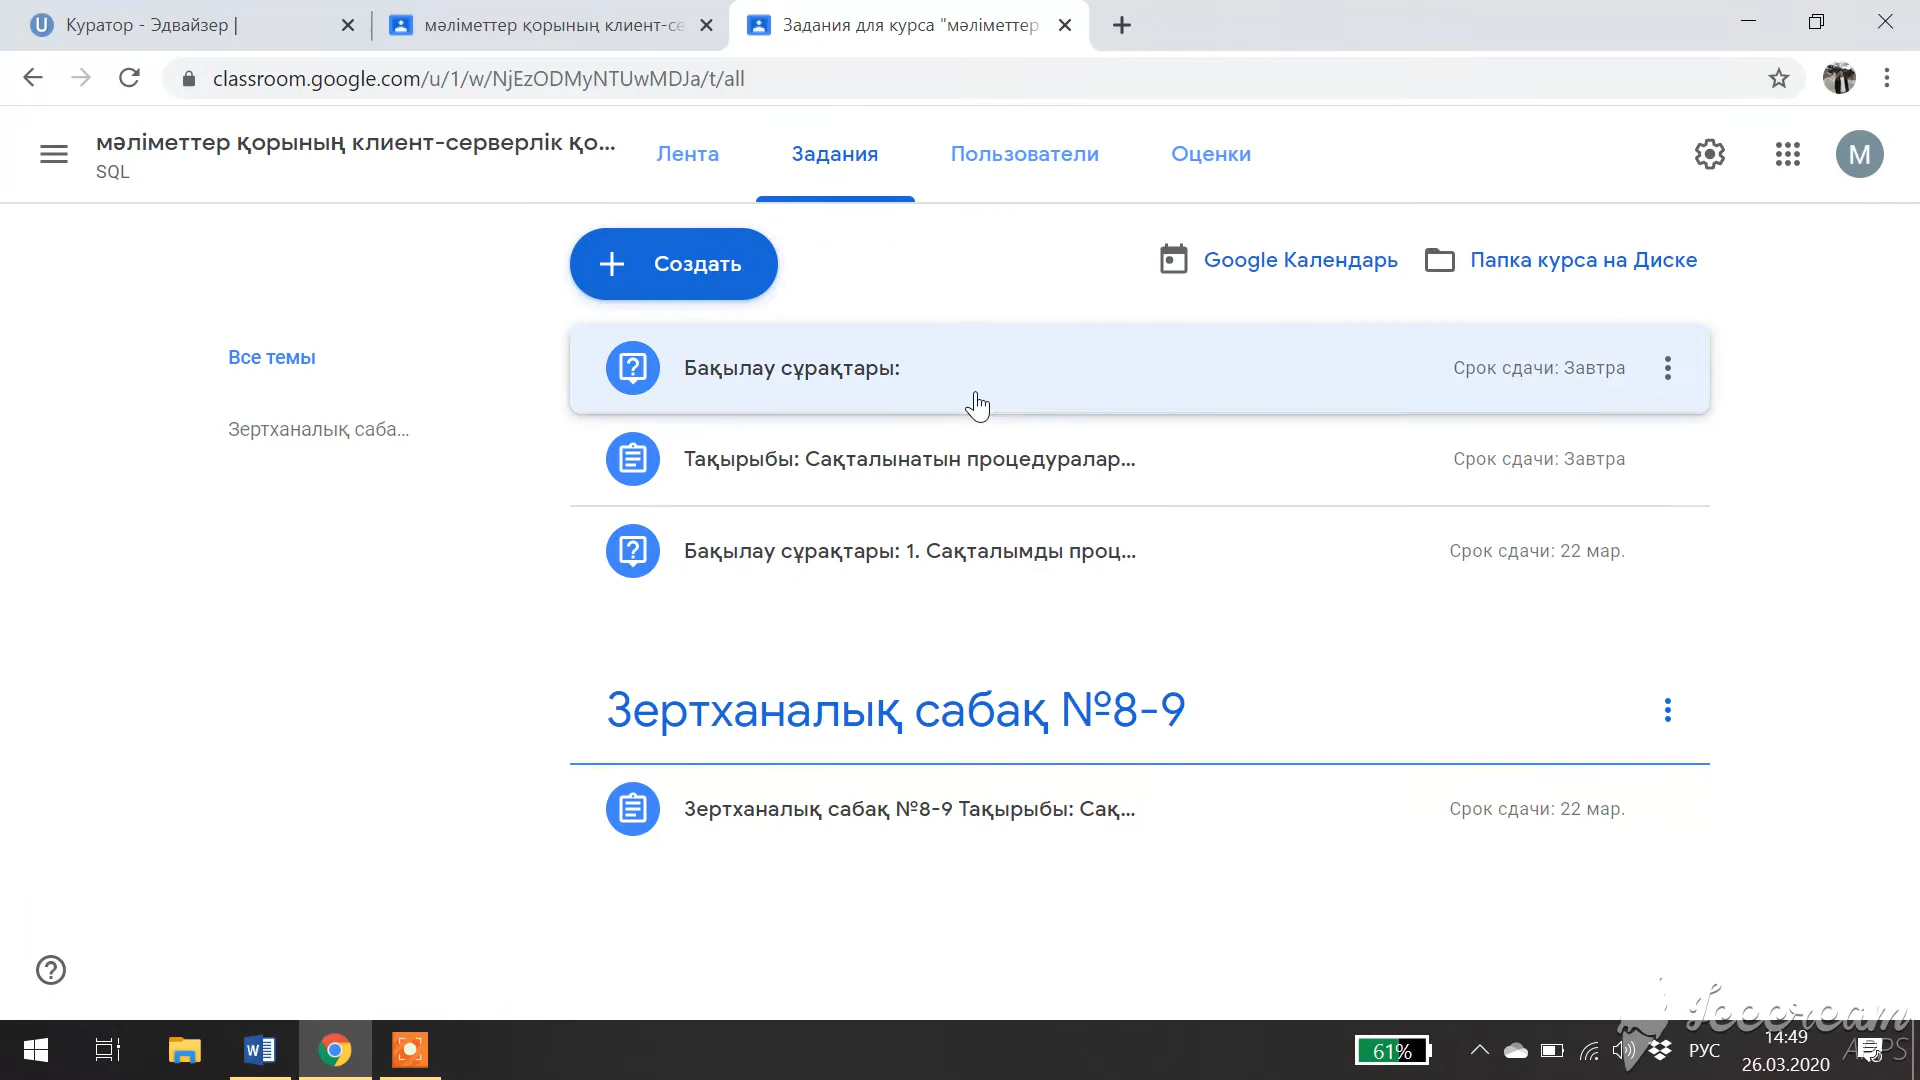 Куратор - Эдвайзер |
мәліметтер қорының клиент-се
Задания для курса "мәліметтер
classroom.google.com/u/1/w/NjEzODMyNTUwMDJa/t/all
мәліметтер қорының клиент-серверлік қо...
SQL
Лента
Задания
Пользователи
Оценки
M
Создать
Google Календарь
Папка курса на Диске
Все темы
Зертханалық саба...
Бақылау сұрақтары:
Срок сдачи: Завтра
Тақырыбы: Сақталынатын процедуралар...
Срок сдачи: Завтра
Бақылау сұрақтары: 1. Сақталымды проц...
Срок сдачи: 22 мар.
Зертханалық сабақ №8-9
Зертханалық сабақ №8-9 Тақырыбы: Сақ...
Срок сдачи: 22 мар.
Icecream
APPS
61%
РУС
14:49
26.03.2020